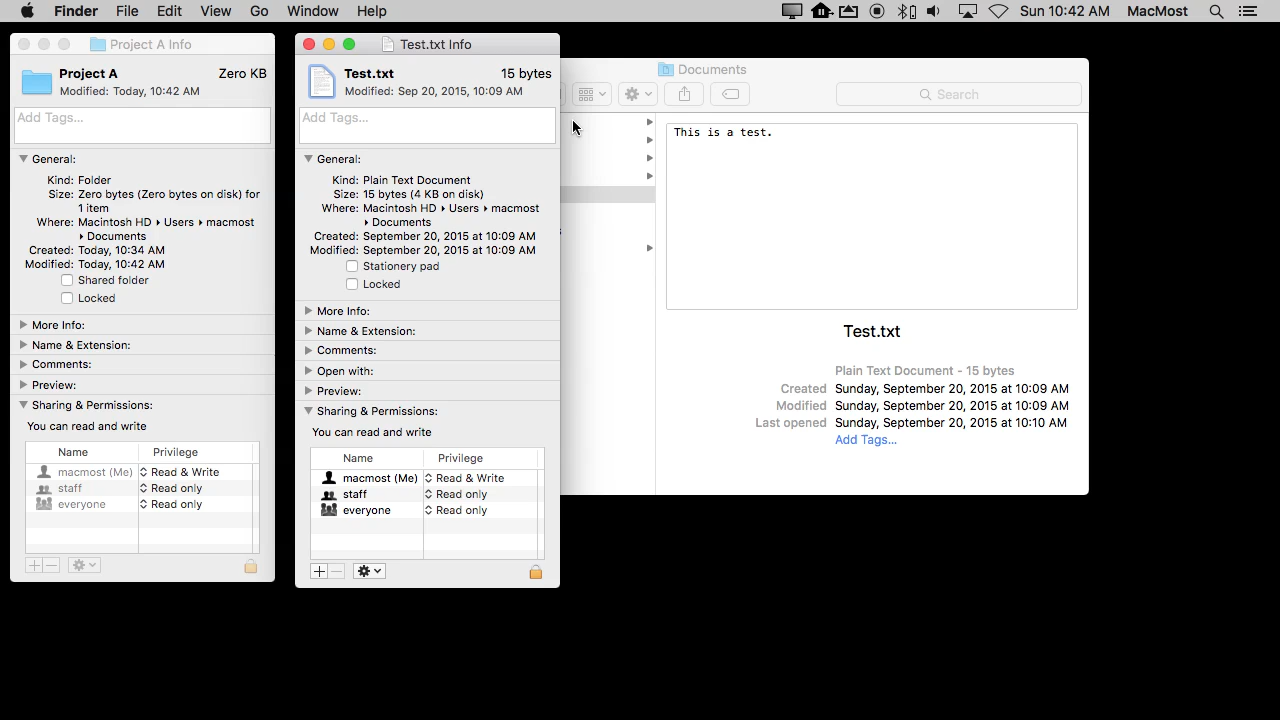 Finder File Edit View Go Window Help Sun 10:42 AM MacMost
Project A Info
Project A Zero KB
Modified: Today, 10:42 AM
Add Tags...
General:
Kind: Folder
Size: Zero bytes (Zero bytes on disk) for
1 item
Where: Macintosh HD ‣ Users ‣ macmost
‣ Documents
Created: Today, 10:34 AM
Modified: Today, 10:42 AM
Shared folder
Locked
More Info:
Name & Extension:
Comments:
Preview:
Sharing & Permissions:
You can read and write
Name Privilege
macmost (Me) Read & Write
staff Read only
everyone Read only
Test.txt Info
Test.txt 15 bytes
Modified: Sep 20, 2015, 10:09 AM
Add Tags...
General:
Kind: Plain Text Document
Size: 15 bytes (4 KB on disk)
Where: Macintosh HD ‣ Users ‣ macmost
‣ Documents
Created: September 20, 2015 at 10:09 AM
Modified: September 20, 2015 at 10:09 AM
Stationery pad
Locked
More Info:
Name & Extension:
Comments:
Open with:
Preview:
Sharing & Permissions:
You can read and write
Name Privilege
macmost (Me) Read & Write
staff Read only
everyone Read only
Documents
Search
This is a test.
Test.txt
Plain Text Document - 15 bytes
Created Sunday, September 20, 2015 at 10:09 AM
Modified Sunday, September 20, 2015 at 10:09 AM
Last opened Sunday, September 20, 2015 at 10:10 AM
Add Tags...